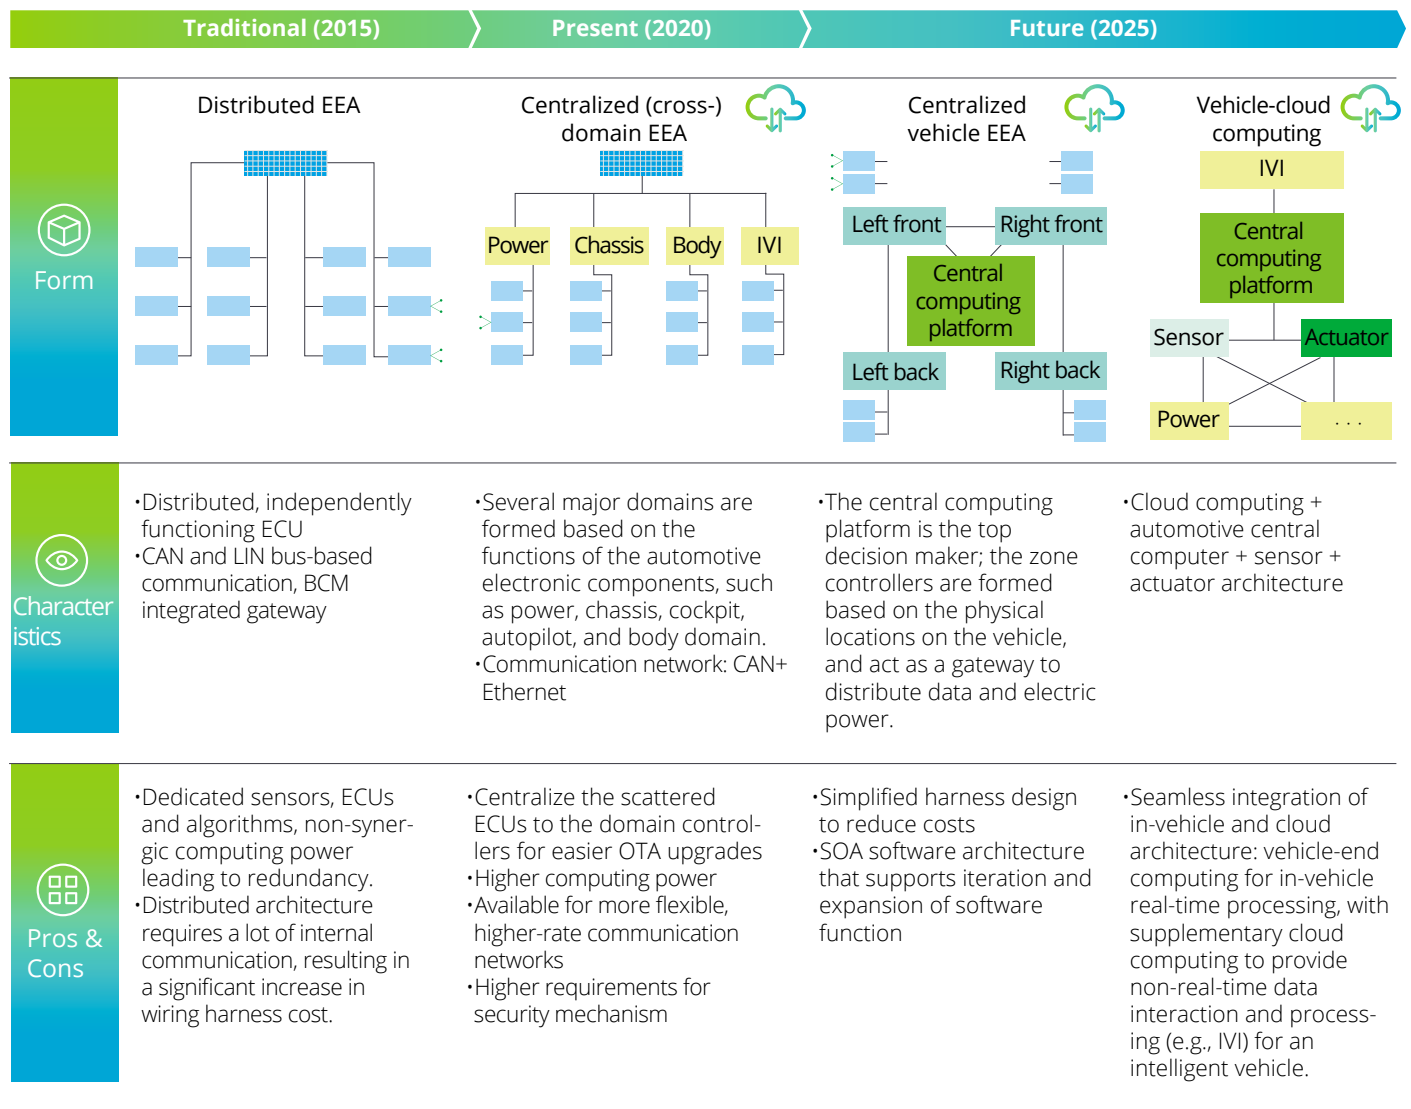 Traditional (2015)
Present (2020)
Future (2025)
Form
Distributed EEA
Centralized (cross-)
domain EEA
Power
Chassis
Body
IVI
Centralized
vehicle EEA
Left front
Right front
Central
computing
platform
Left back
Right back
Vehicle-cloud
computing
IVI
Central
computing
platform
Sensor
Actuator
Power
. . .
Character
istics
·Distributed, independently
functioning ECU
·CAN and LIN bus-based
communication, BCM
integrated gateway
·Several major domains are
formed based on the
functions of the automotive
electronic components, such
as power, chassis, cockpit,
autopilot, and body domain.
·Communication network: CAN+
Ethernet
·The central computing
platform is the top
decision maker; the zone
controllers are formed
based on the physical
locations on the vehicle,
and act as a gateway to
distribute data and electric
power.
·Cloud computing +
automotive central
computer + sensor +
actuator architecture
Pros &
Cons
·Dedicated sensors, ECUs
and algorithms, non-syner-
gic computing power
leading to redundancy.
·Distributed architecture
requires a lot of internal
communication, resulting in
a significant increase in
wiring harness cost.
·Centralize the scattered
ECUs to the domain control-
lers for easier OTA upgrades
·Higher computing power
·Available for more flexible,
higher-rate communication
networks
·Higher requirements for
security mechanism
·Simplified harness design
to reduce costs
·SOA software architecture
that supports iteration and
expansion of software
function
·Seamless integration of
in-vehicle and cloud
architecture: vehicle-end
computing for in-vehicle
real-time processing, with
supplementary cloud
computing to provide
non-real-time data
interaction and process-
ing (e.g., IVI) for an
intelligent vehicle.